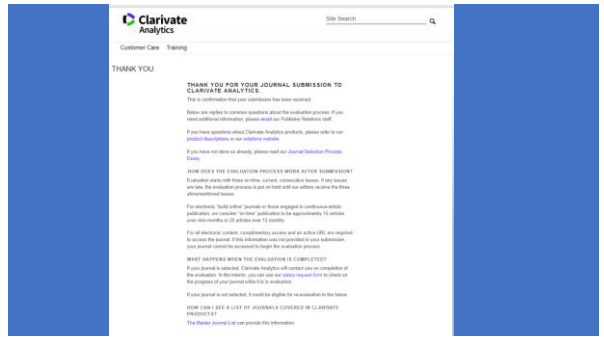 Clarivate
Analytics
Site Search
Customer Care Training
THANK YOU
THANK YOU FOR YOUR JOURNAL SUBMISSION TO
CLARIVATE ANALYTICS.
This is confirmation that your submission has been received.
Below are replies to common questions about the evaluation process. If you
need additional information, please email our Publisher Relations staff.
If you have questions about Clarivate Analytics products, please refer to our
product descriptions or our solutions website.
If you have not done so already, please read our Journal Selection Process
Essay.
HOW DOES THE EVALUATION PROCESS WORK AFTER SUBMISSION?
Evaluation starts with three on-time, current, consecutive issues. If any issues
are late, the evaluation process is put on hold until our editors receive the three
aforementioned issues.
For electronic "build online" journals or those engaged in continuous article
publication, we consider "on time" publication to be approximately 15 articles
over nine months or 20 articles over 12 months.
For all electronic content, complimentary access and an active URL are required
to access the journal. If this information was not provided in your submission,
your journal cannot be accessed to begin the evaluation process.
WHAT HAPPENS WHEN THE EVALUATION IS COMPLETED?
If your journal is selected, Clarivate Analytics will contact you on completion of
the evaluation. In the interim, you can use our status request form to check on
the progress of your journal while it is in evaluation.
If your journal is not selected, it could be eligible for re-evaluation in the future.
HOW CAN I SEE A LIST OF JOURNALS COVERED IN CLARIVATE
PRODUCTS?
The Master Journal List can provide this information.